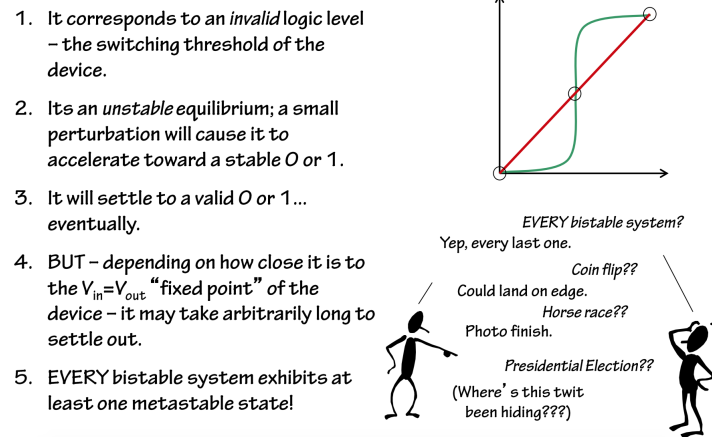 1. It corresponds to an invalid logic level
– the switching threshold of the
device.
2. Its an unstable equilibrium; a small
perturbation will cause it to
accelerate toward a stable 0 or 1.
3. It will settle to a valid 0 or 1...
eventually.
4. BUT – depending on how close it is to
the Vin=Vout “fixed point” of the
device – it may take arbitrarily long to
settle out.
5. EVERY bistable system exhibits at
least one metastable state!
EVERY bistable system?
Yep, every last one.
Coin flip??
Could land on edge.
Horse race??
Photo finish.
Presidential Election??
(Where’s this twit
been hiding???)